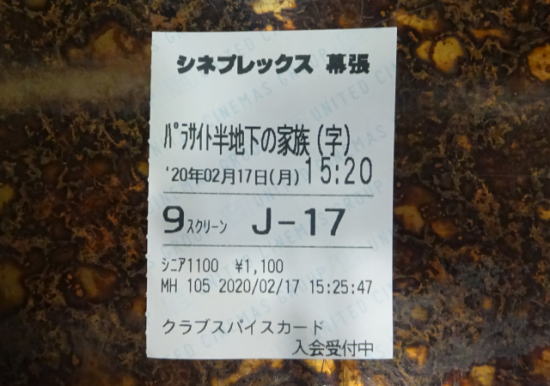 シネプレックス 幕張
ﾊﾟﾗｻｲﾄ半地下の家族(字)
'20年02月17日(月) 15:20
9ｽｸﾘｰﾝ J-17
ｼﾆｱ1100 ¥1,100
MH 105 2020/02/17 15:25:47
クラブスパイスカード
入会受付中